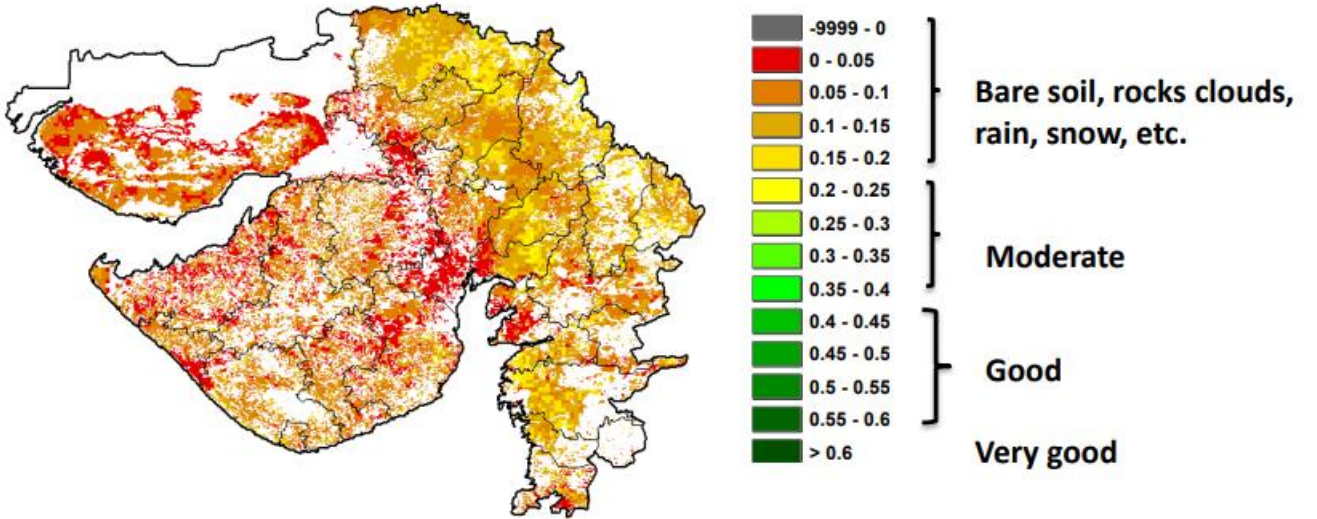 -9999 - 0
0 - 0.05
0.05 - 0.1
0.1 - 0.15
0.15 - 0.2
0.2 - 0.25
0.25 - 0.3
0.3 - 0.35
0.35 - 0.4
0.4 - 0.45
0.45 - 0.5
0.5 - 0.55
0.55 - 0.6
> 0.6
Bare soil, rocks clouds,
rain, snow, etc.
Moderate
Good
Very good